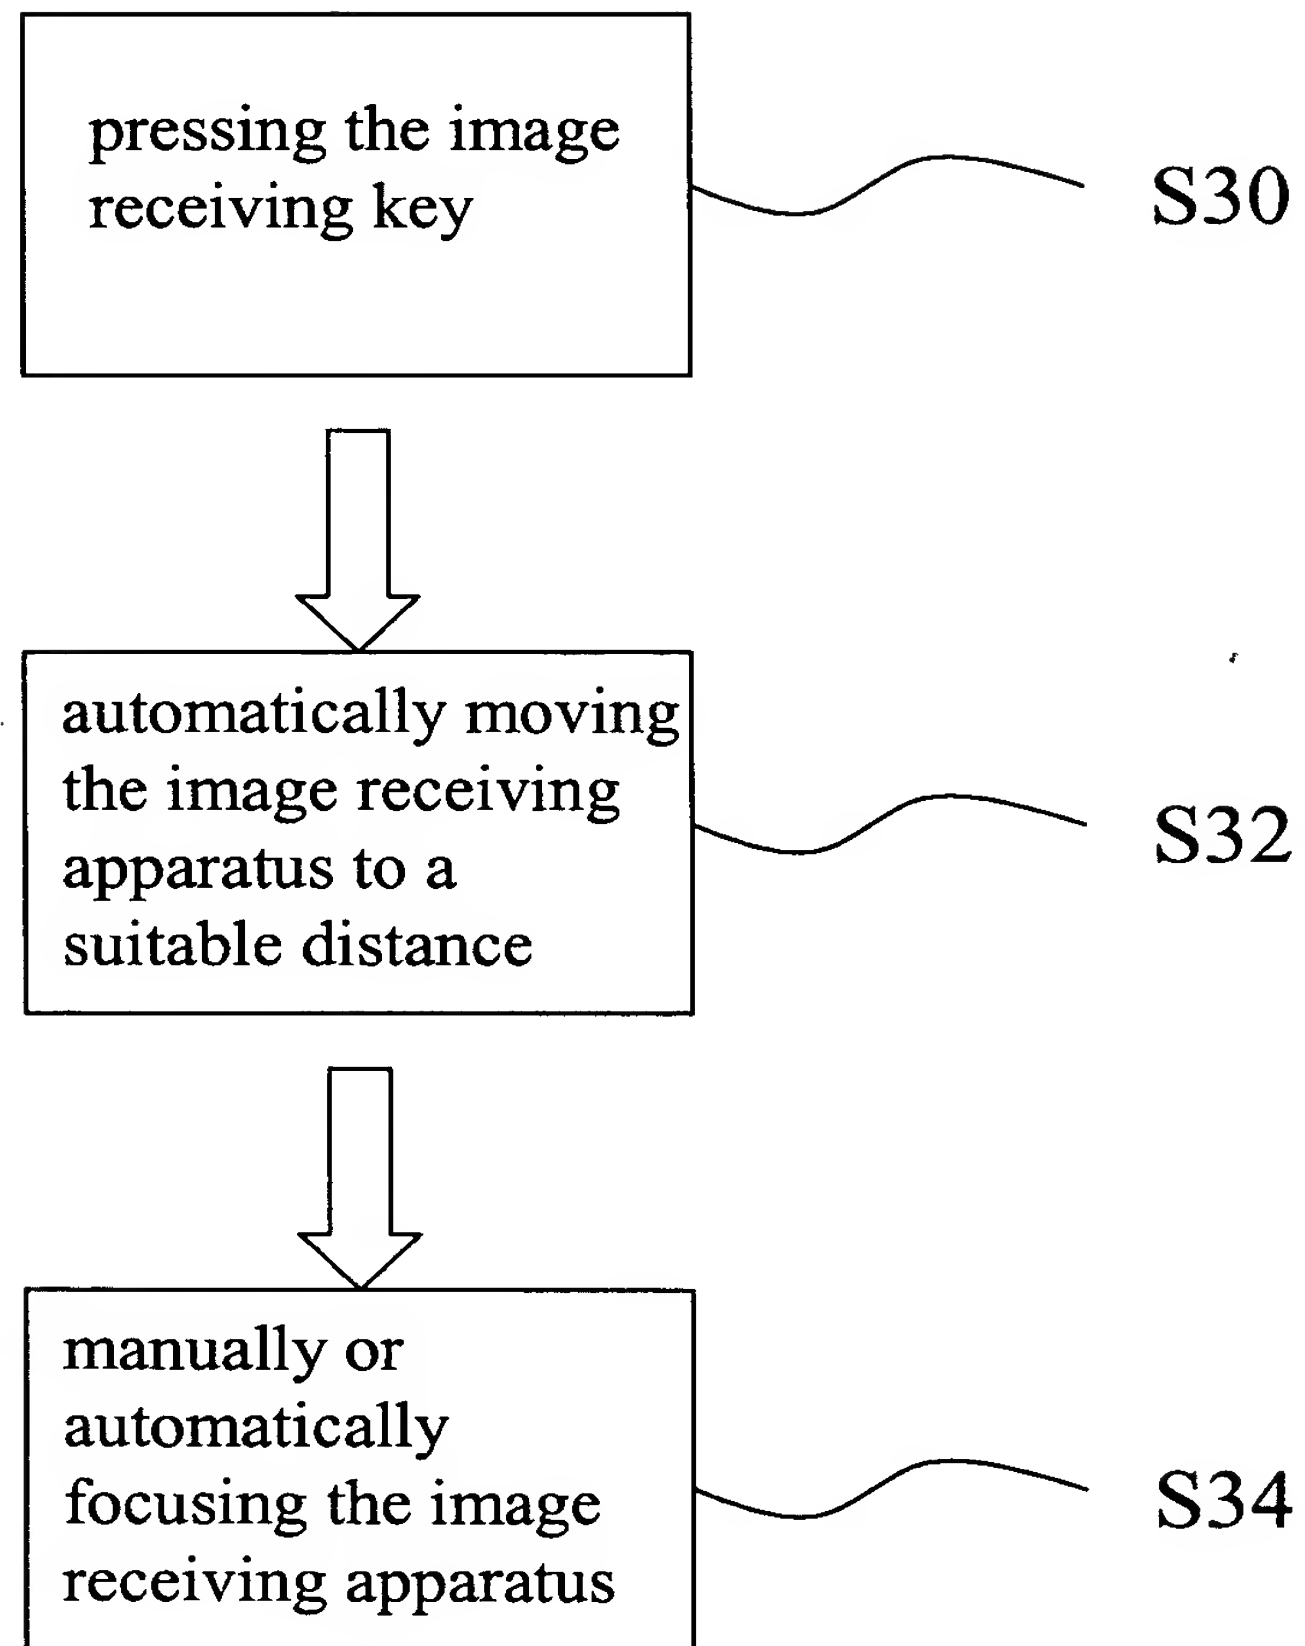 pressing the image
receiving key
S30
automatically moving
the image receiving
apparatus to a
suitable distance
S32
manually or
automatically
focusing the image
receiving apparatus
S34